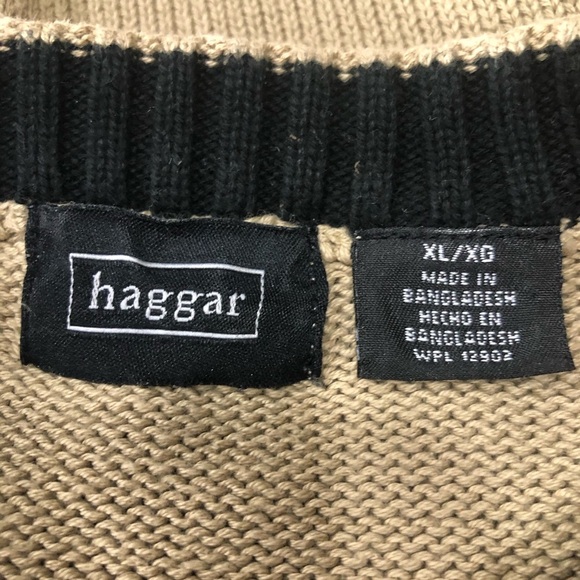 haggar
XL/XG
MADE IN
BANGLADESH
HECHO EN
BANGLADESH
WPL 12902